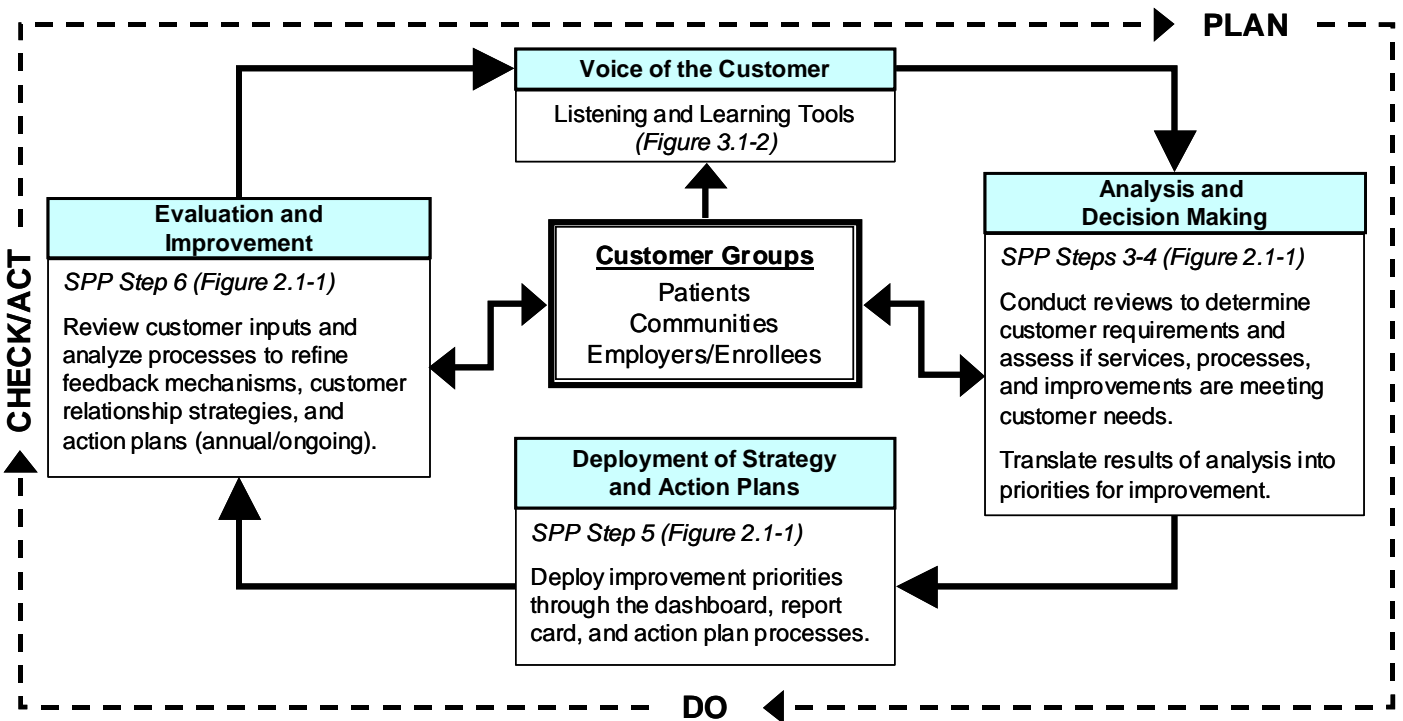 PLAN
Voice of the Customer
Listening and Learning Tools
(Figure 3.1-2)
Analysis and
Decision Making
SPP Steps 3-4 (Figure 2.1-1)
Conduct reviews to determine
customer requirements and
assess if services, processes,
and improvements are meeting
customer needs.
Translate results of analysis into
priorities for improvement.
Customer Groups
Patients
Communities
Employers/Enrollees
Evaluation and
Improvement
SPP Step 6 (Figure 2.1-1)
Review customer inputs and
analyze processes to refine
feedback mechanisms, customer
relationship strategies, and
action plans (annual/ongoing).
Deployment of Strategy
and Action Plans
SPP Step 5 (Figure 2.1-1)
Deploy improvement priorities
through the dashboard, report
card, and action plan processes.
CHECK/ACT
DO